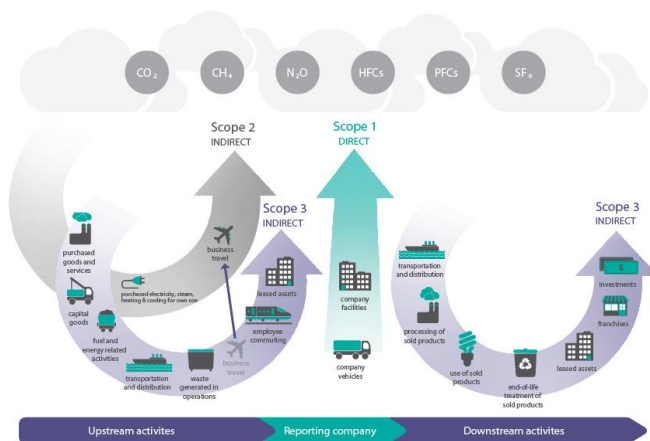 CO₂
CH₄
N₂O
HFCs
PFCs
SF₆
Scope 2
INDIRECT
Scope 1
DIRECT
Scope 3
INDIRECT
Scope 3
INDIRECT
purchased
goods and
services
capital
goods
fuel and
energy related
activities
purchased electricity, steam,
heating & cooling for own use
transportation
and distribution
waste
generated in
operations
business
travel
business
travel
employee
commuting
leased assets
company
facilities
company
vehicles
transportation
and distribution
processing of
sold products
use of sold
products
end-of-life
treatment of
sold products
leased assets
franchises
investments
$
Upstream activites
Reporting company
Downstream activites